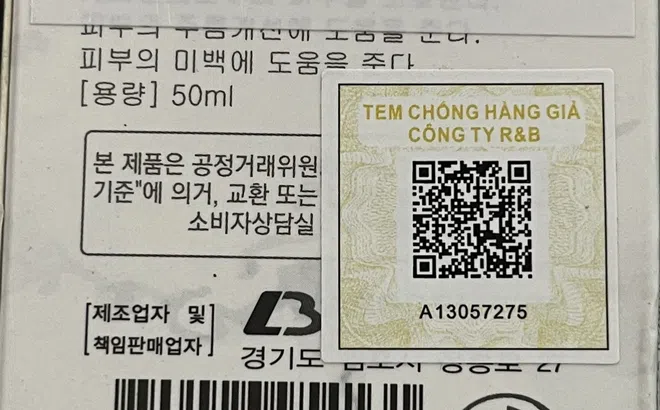 피부의 미백에 도움을 준다
[용량] 50ml
본 제품은 공정거래위원
기준"에 의거, 교환 또는
소비자상담실
TEM CHỐNG HÀNG GIẢ
CÔNG TY R&B
A13057275
[제조업자 및
책임판매업자]
경기도
27